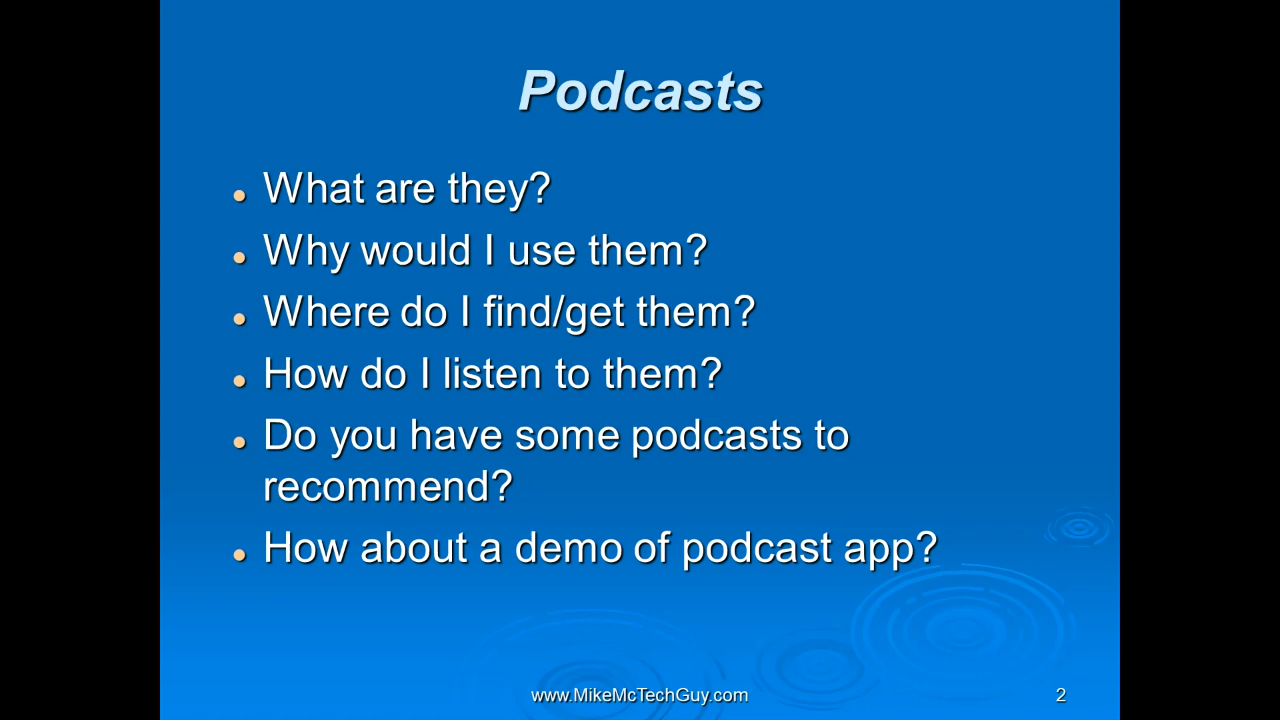 Podcasts
What are they?
Why would I use them?
Where do I find/get them?
How do I listen to them?
Do you have some podcasts to
recommend?
How about a demo of podcast app?
www.MikeMcTechGuy.com
2